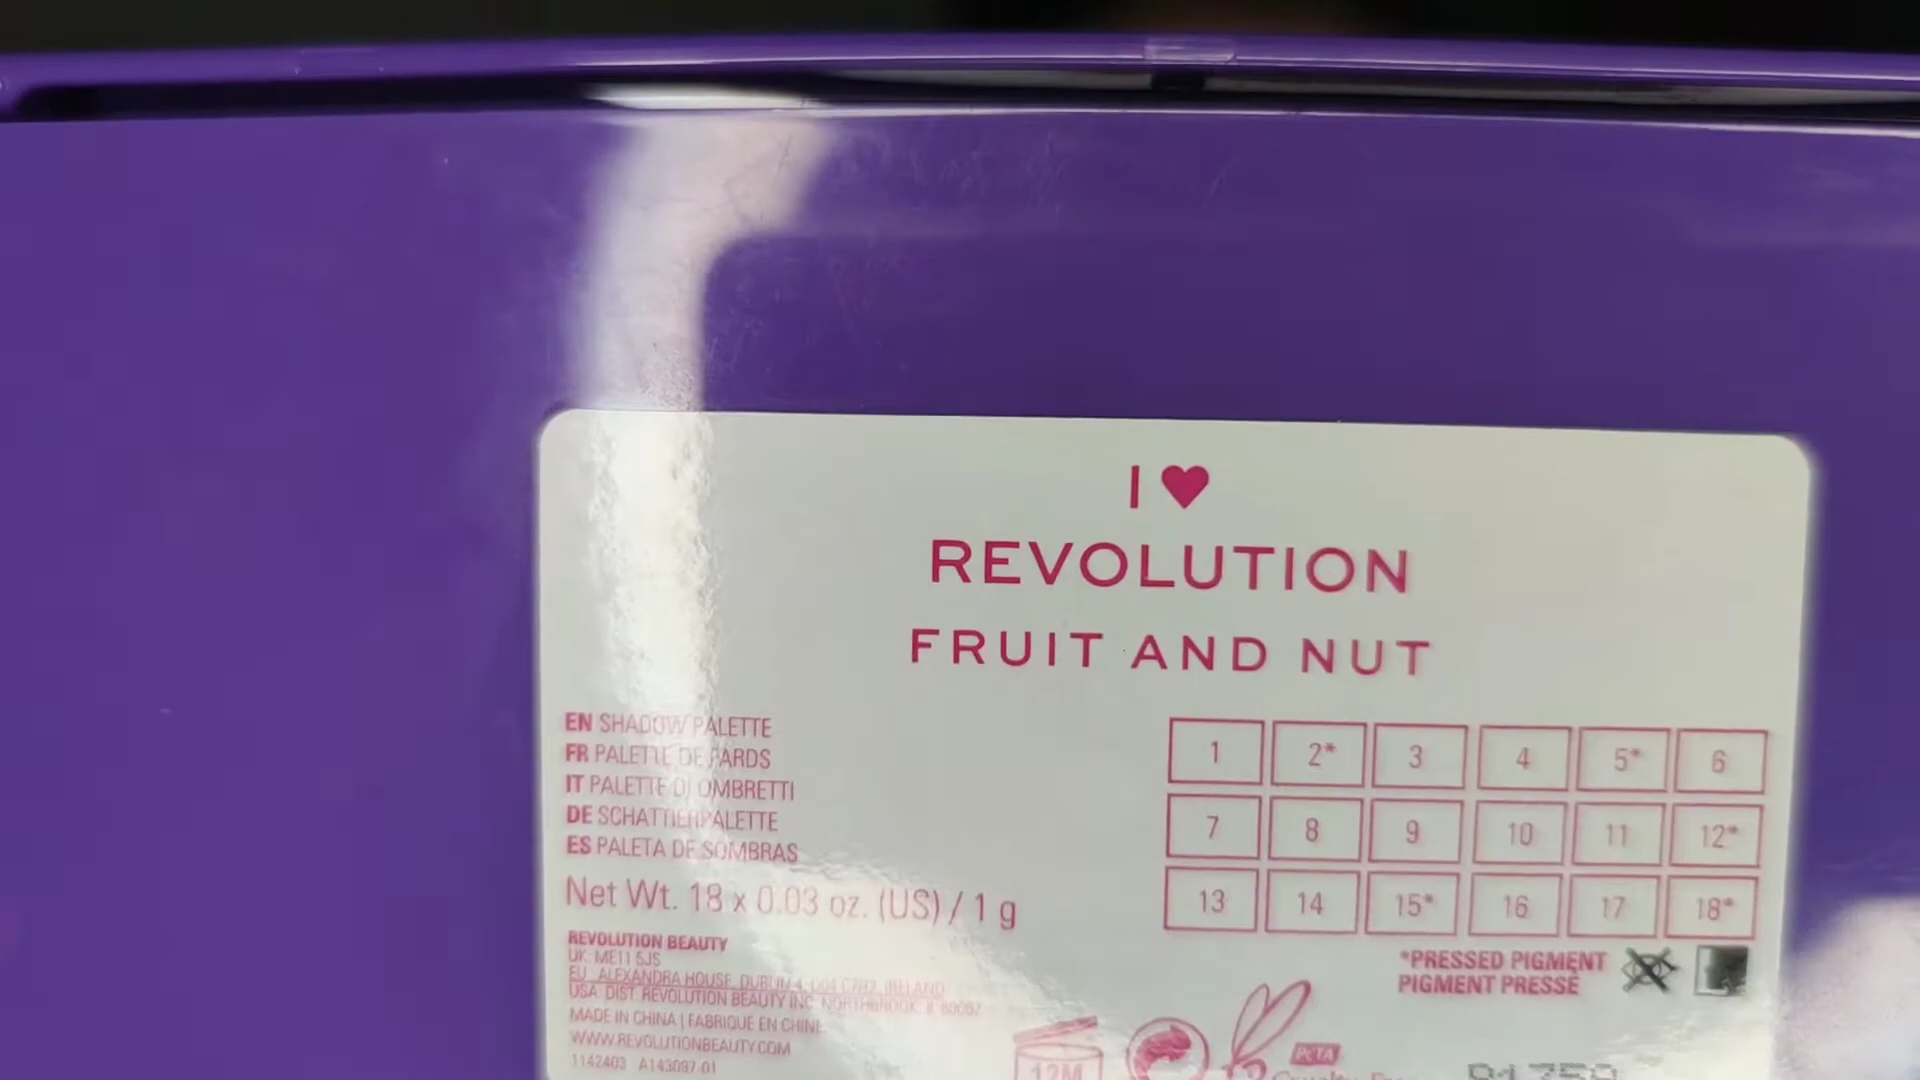 I ♥
REVOLUTION
FRUIT AND NUT
EN SHADOW PALETTE
FR PALETTE DE FARDS
IT PALETTE DI OMBRETTI
DE SCHATTIERPALETTE
ES PALETA DE SOMBRAS
Net Wt. 18 x 0.03 oz. (US) / 1 g
REVOLUTION BEAUTY
UK: ME11 5JS
EU: ALEXANDRA HOUSE, DUBLIN 4, D04 C7H2, IRELAND
USA: DIST. REVOLUTION BEAUTY INC. NORTHBROOK, IL 60062
MADE IN CHINA | FABRIQUÉ EN CHINE
WWW.REVOLUTIONBEAUTY.COM
1142403 A143097-01
1 2* 3 4 5* 6
7 8 9 10 11 12*
13 14 15* 16 17 18*
*PRESSED PIGMENT
PIGMENT PRESSÉ
12M
PETA